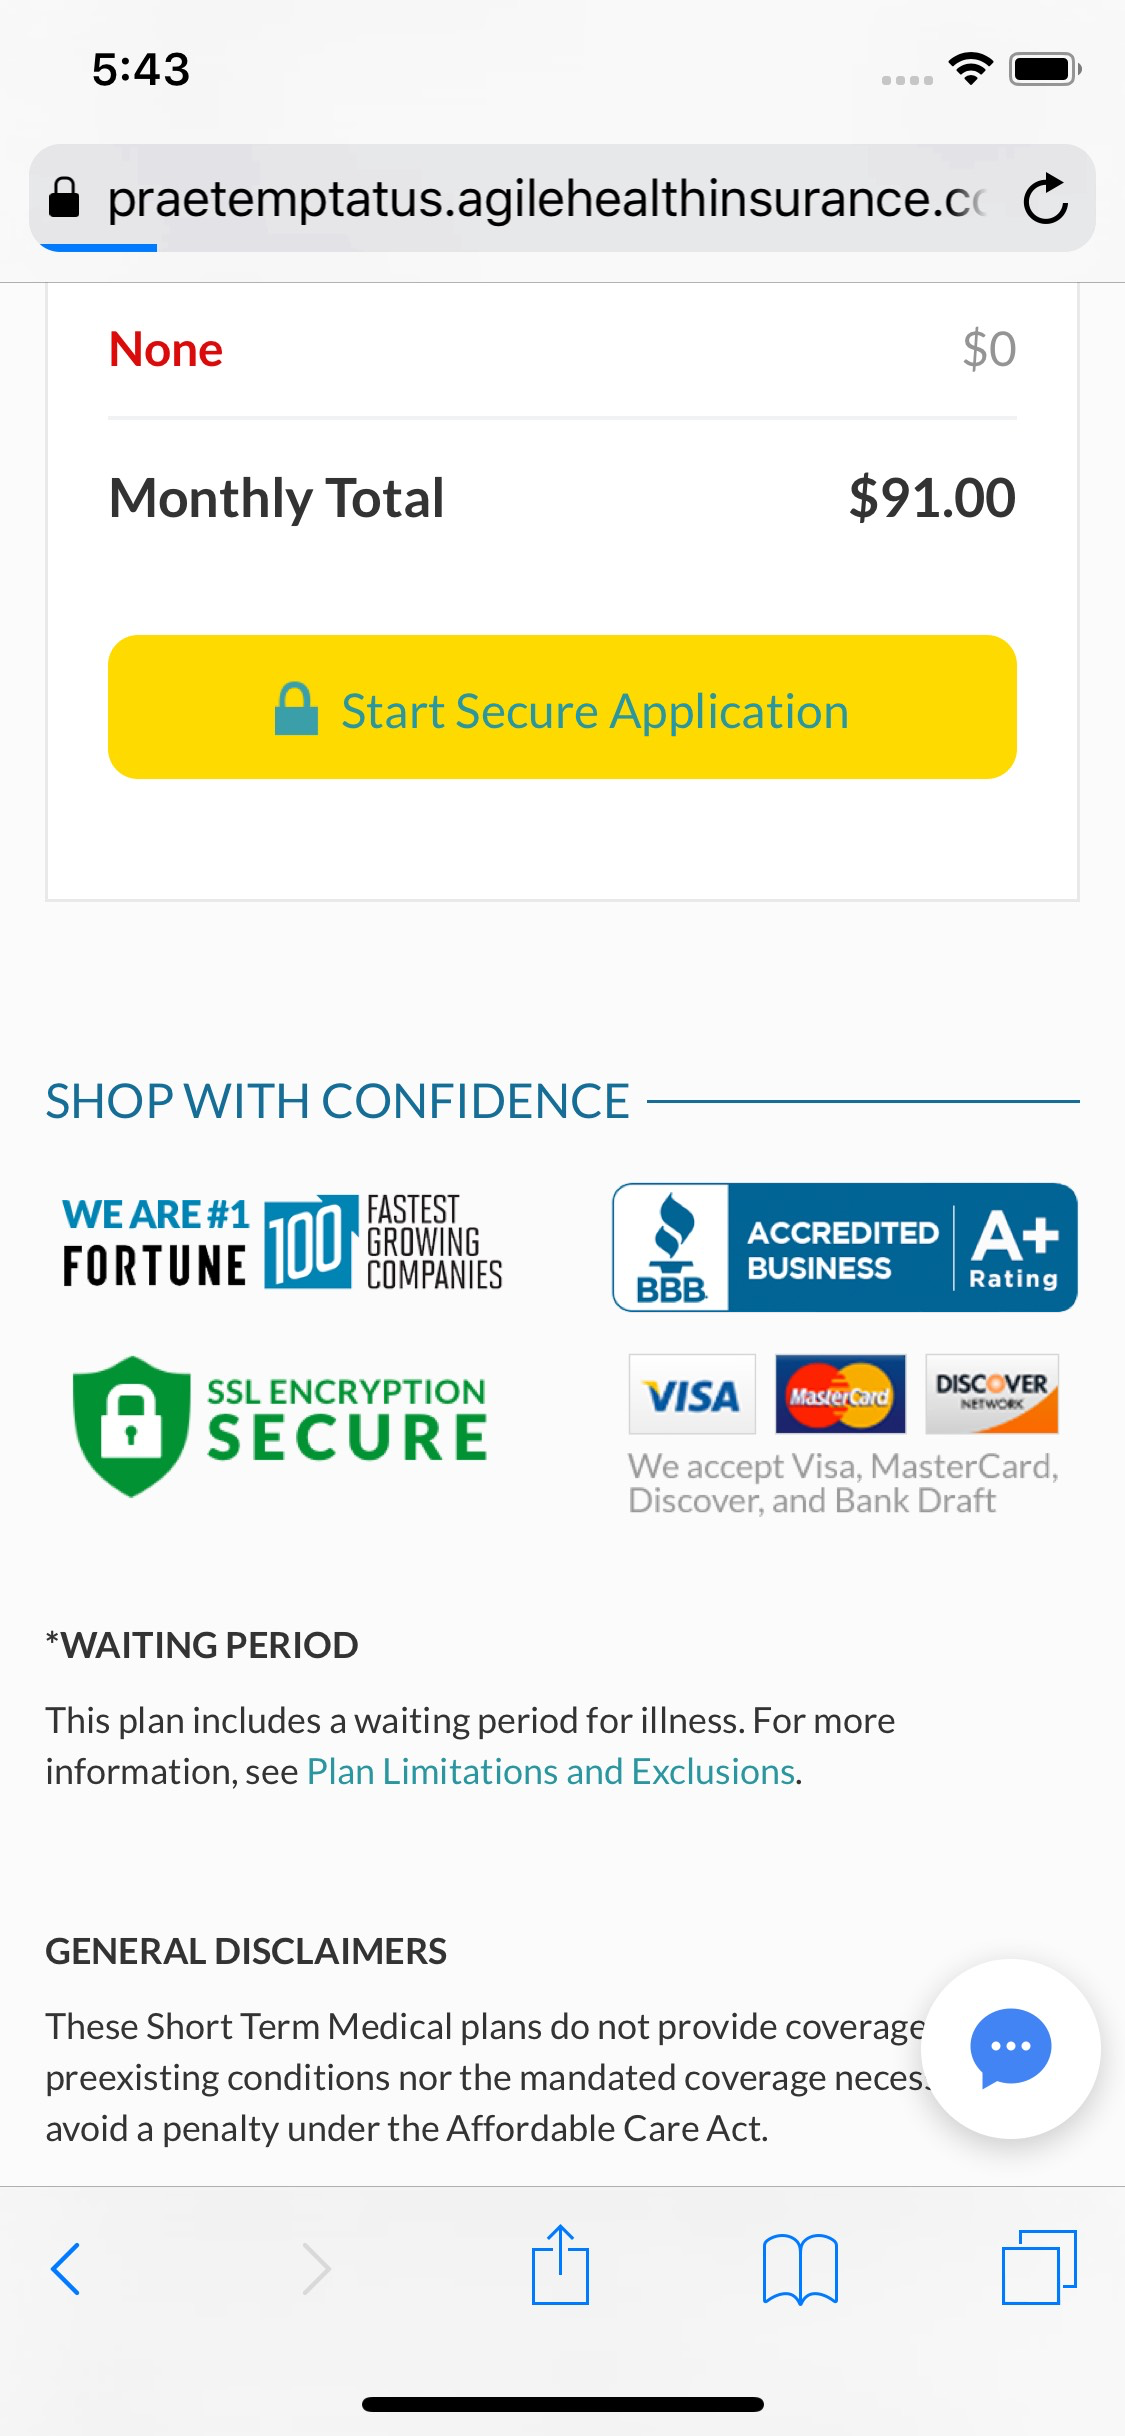 5:43
praetemptatus.agilehealthinsurance.c
None $0
Monthly Total $91.00
Start Secure Application
SHOP WITH CONFIDENCE
WE ARE #1
FORTUNE 100 FASTEST GROWING COMPANIES
BBB. ACCREDITED BUSINESS A+ Rating
SSL ENCRYPTION
SECURE
VISA MasterCard DISCOVER NETWORK
We accept Visa, MasterCard,
Discover, and Bank Draft
*WAITING PERIOD
This plan includes a waiting period for illness. For more
information, see Plan Limitations and Exclusions.
GENERAL DISCLAIMERS
These Short Term Medical plans do not provide coverage
preexisting conditions nor the mandated coverage neces
avoid a penalty under the Affordable Care Act.